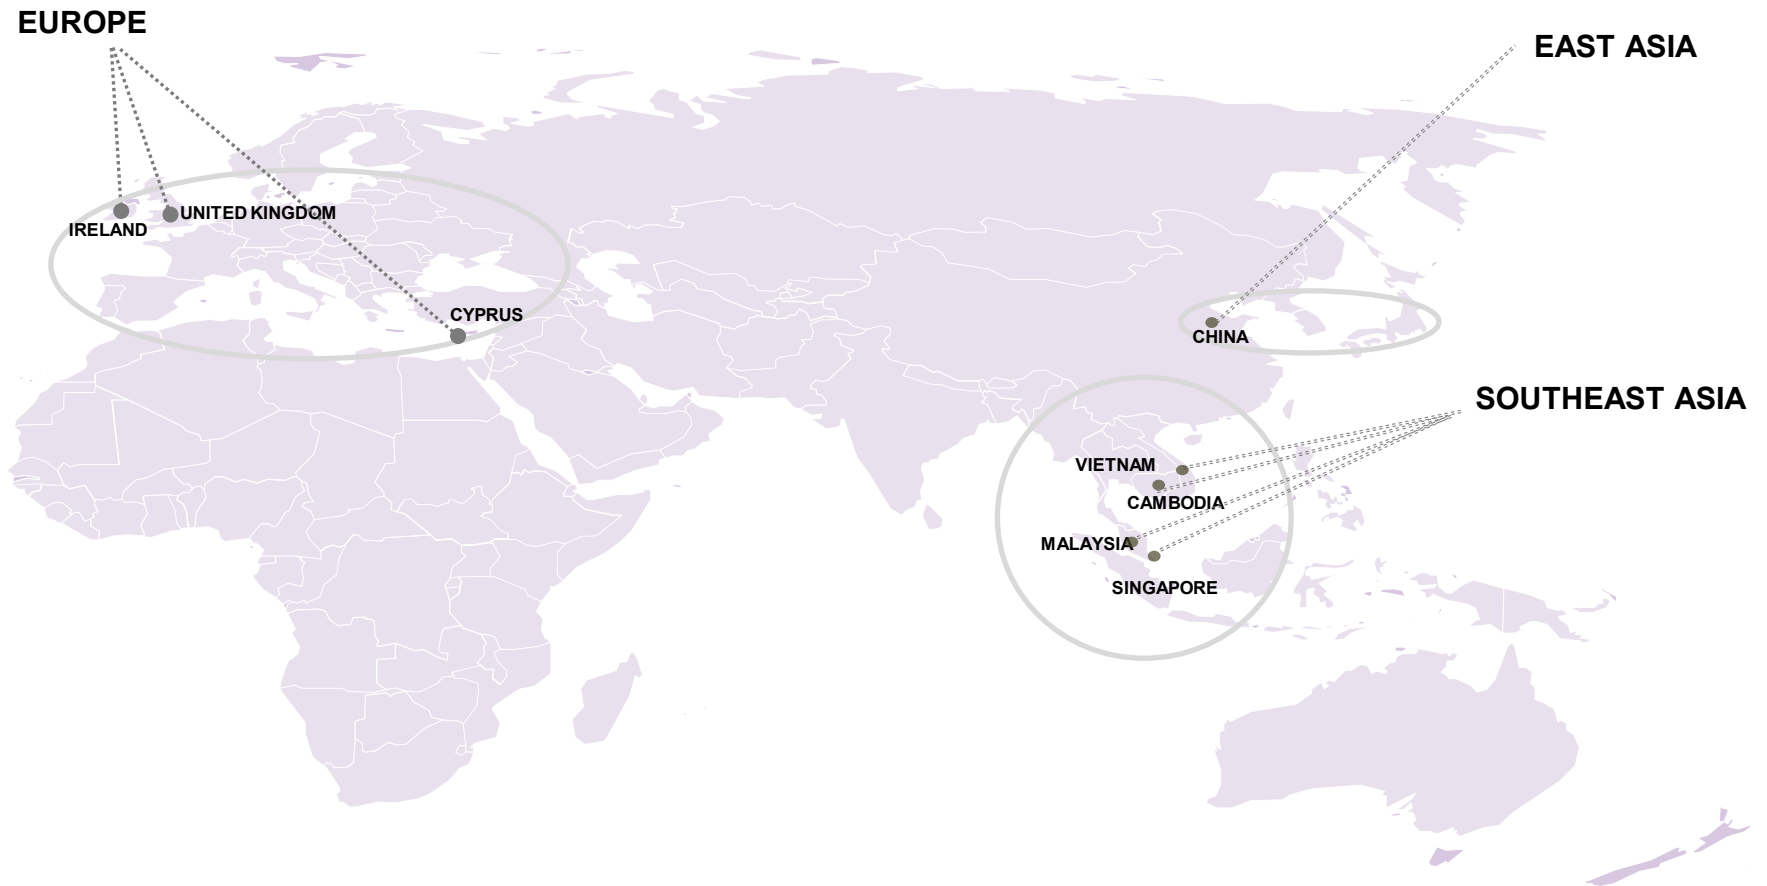 EUROPE
EAST ASIA
UNITED KINGDOM
IRELAND
CYPRUS
CHINA
SOUTHEAST ASIA
VIETNAM
CAMBODIA
MALAYSIA
SINGAPORE